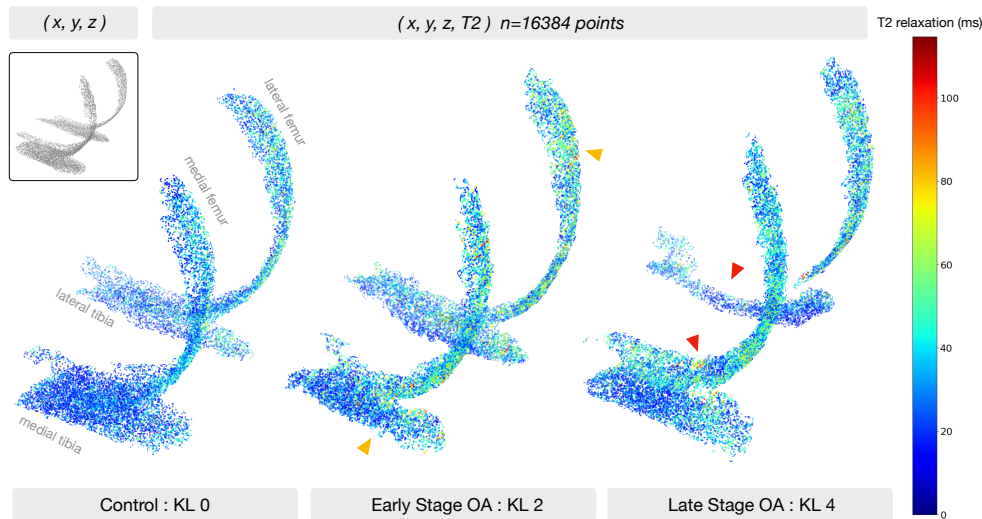 ( x, y, z )
( x, y, z, T2 )  n=16384 points
T2 relaxation (ms)
lateral femur
medial femur
lateral tibia
medial tibia
100
80
60
40
20
0
Control : KL 0
Early Stage OA : KL 2
Late Stage OA : KL 4